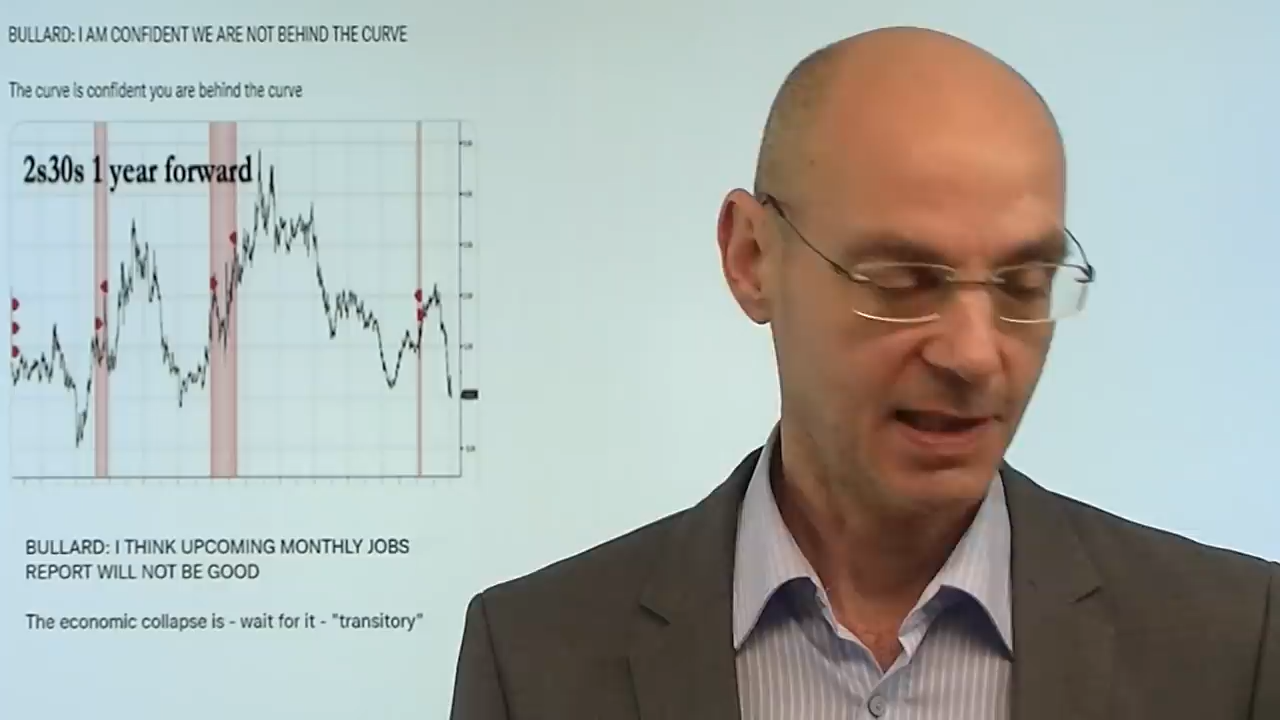 BULLARD: I AM CONFIDENT WE ARE NOT BEHIND THE CURVE
The curve is confident you are behind the curve
2s30s 1 year forward
BULLARD: I THINK UPCOMING MONTHLY JOBS
REPORT WILL NOT BE GOOD
The economic collapse is - wait for it - "transitory"